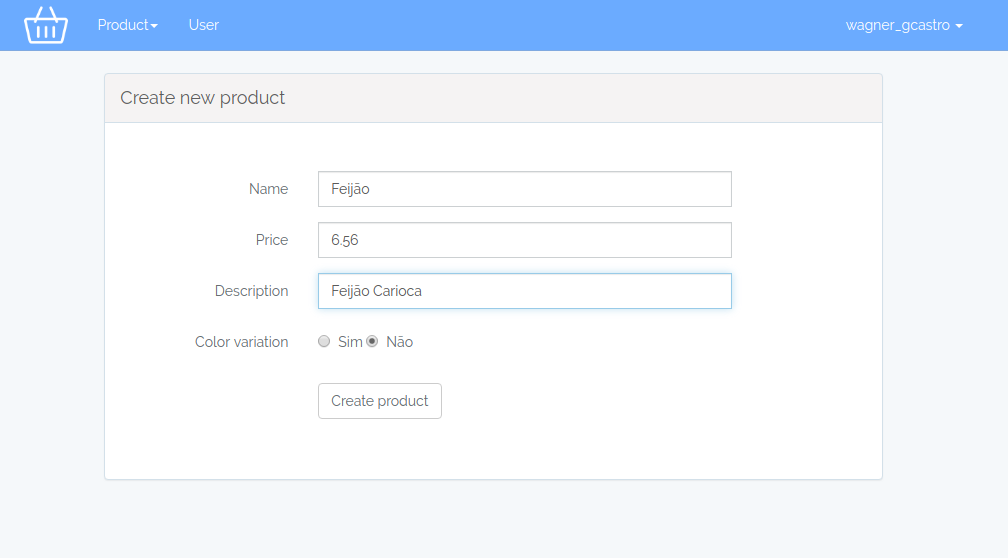 Product User wagner_gcastro
Create new product
Name Feijão
Price 6.56
Description Feijão Carioca
Color variation Sim Não
Create product